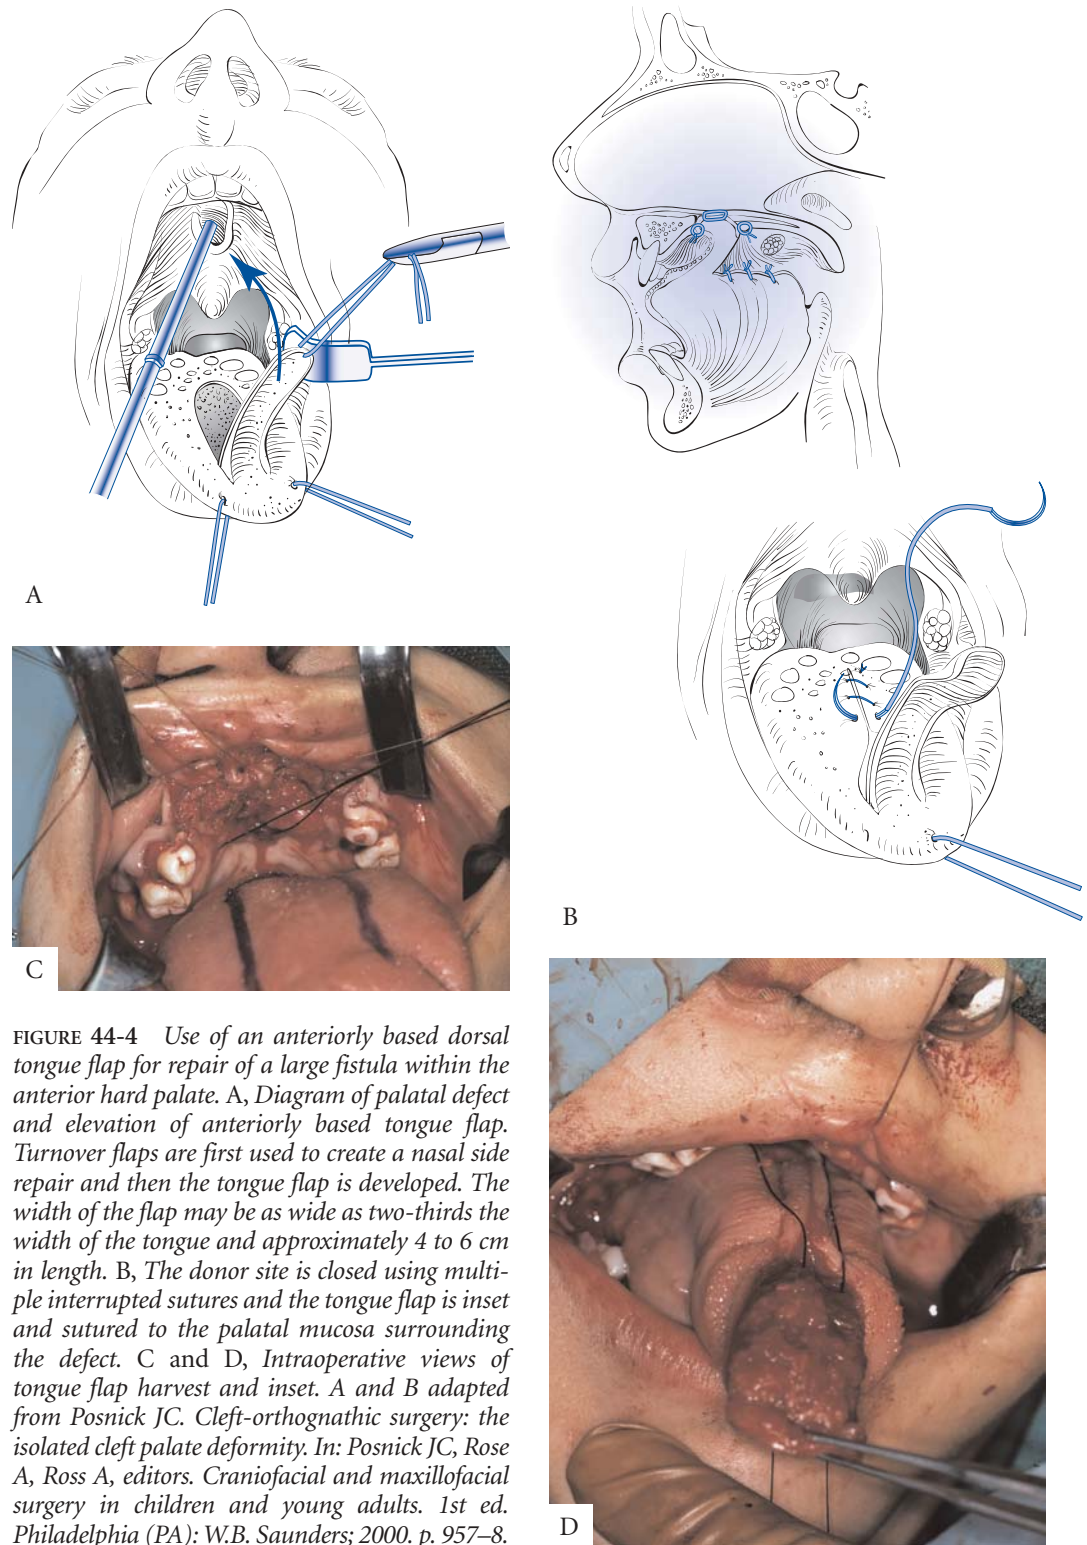 A
B
C
D
FIGURE 44-4 Use of an anteriorly based dorsal
tongue flap for repair of a large fistula within the
anterior hard palate. A, Diagram of palatal defect
and elevation of anteriorly based tongue flap.
Turnover flaps are first used to create a nasal side
repair and then the tongue flap is developed. The
width of the flap may be as wide as two-thirds the
width of the tongue and approximately 4 to 6 cm
in length. B, The donor site is closed using multi-
ple interrupted sutures and the tongue flap is inset
and sutured to the palatal mucosa surrounding
the defect. C and D, Intraoperative views of
tongue flap harvest and inset. A and B adapted
from Posnick JC. Cleft-orthognathic surgery: the
isolated cleft palate deformity. In: Posnick JC, Rose
A, Ross A, editors. Craniofacial and maxillofacial
surgery in children and young adults. 1st ed.
Philadelphia (PA): W.B. Saunders; 2000. p. 957–8.